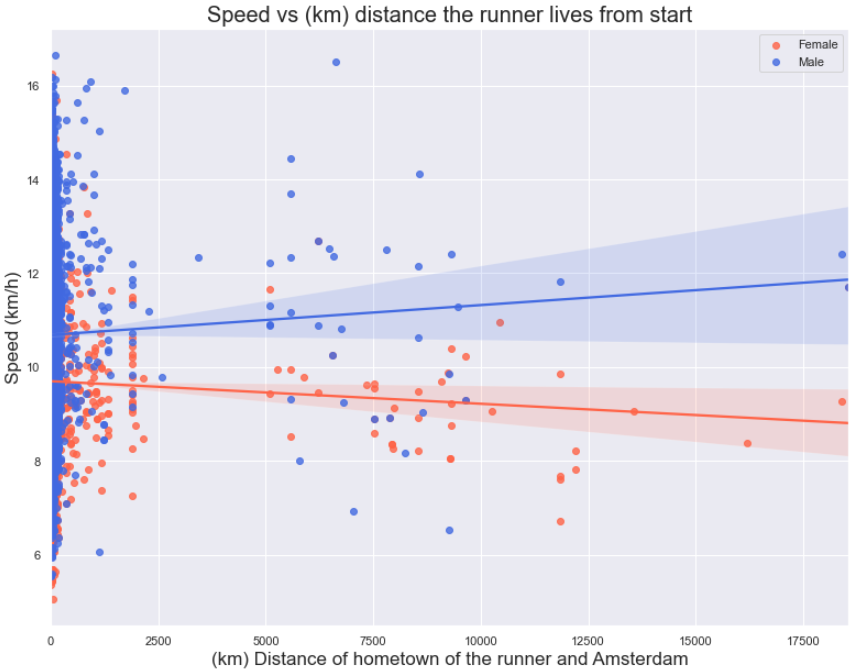 Speed vs (km) distance the runner lives from start
Female
Male
Speed (km/h)
16
14
12
10
8
6
0 2500 5000 7500 10000 12500 15000 17500
(km) Distance of hometown of the runner and Amsterdam